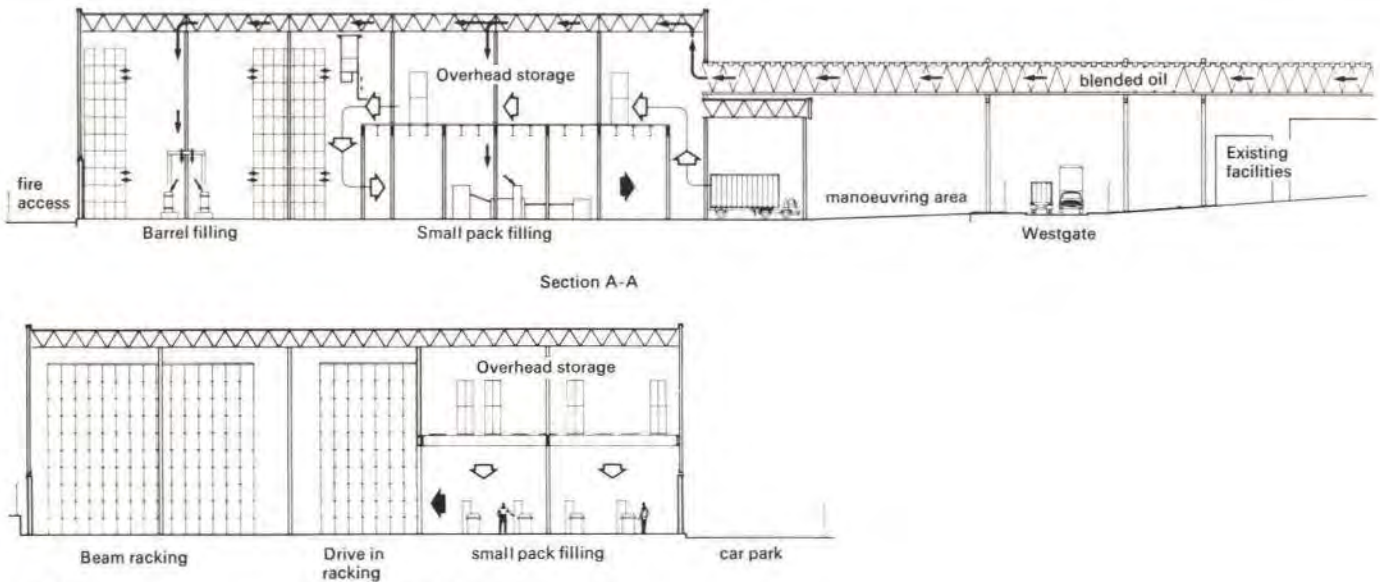 Overhead storage
blended oil
Existing
facilities
fire
access
manoeuvring area
Barrel filling
Small pack filling
Westgate
Section A-A
Overhead storage
Beam racking
Drive in
racking
small pack filling
car park